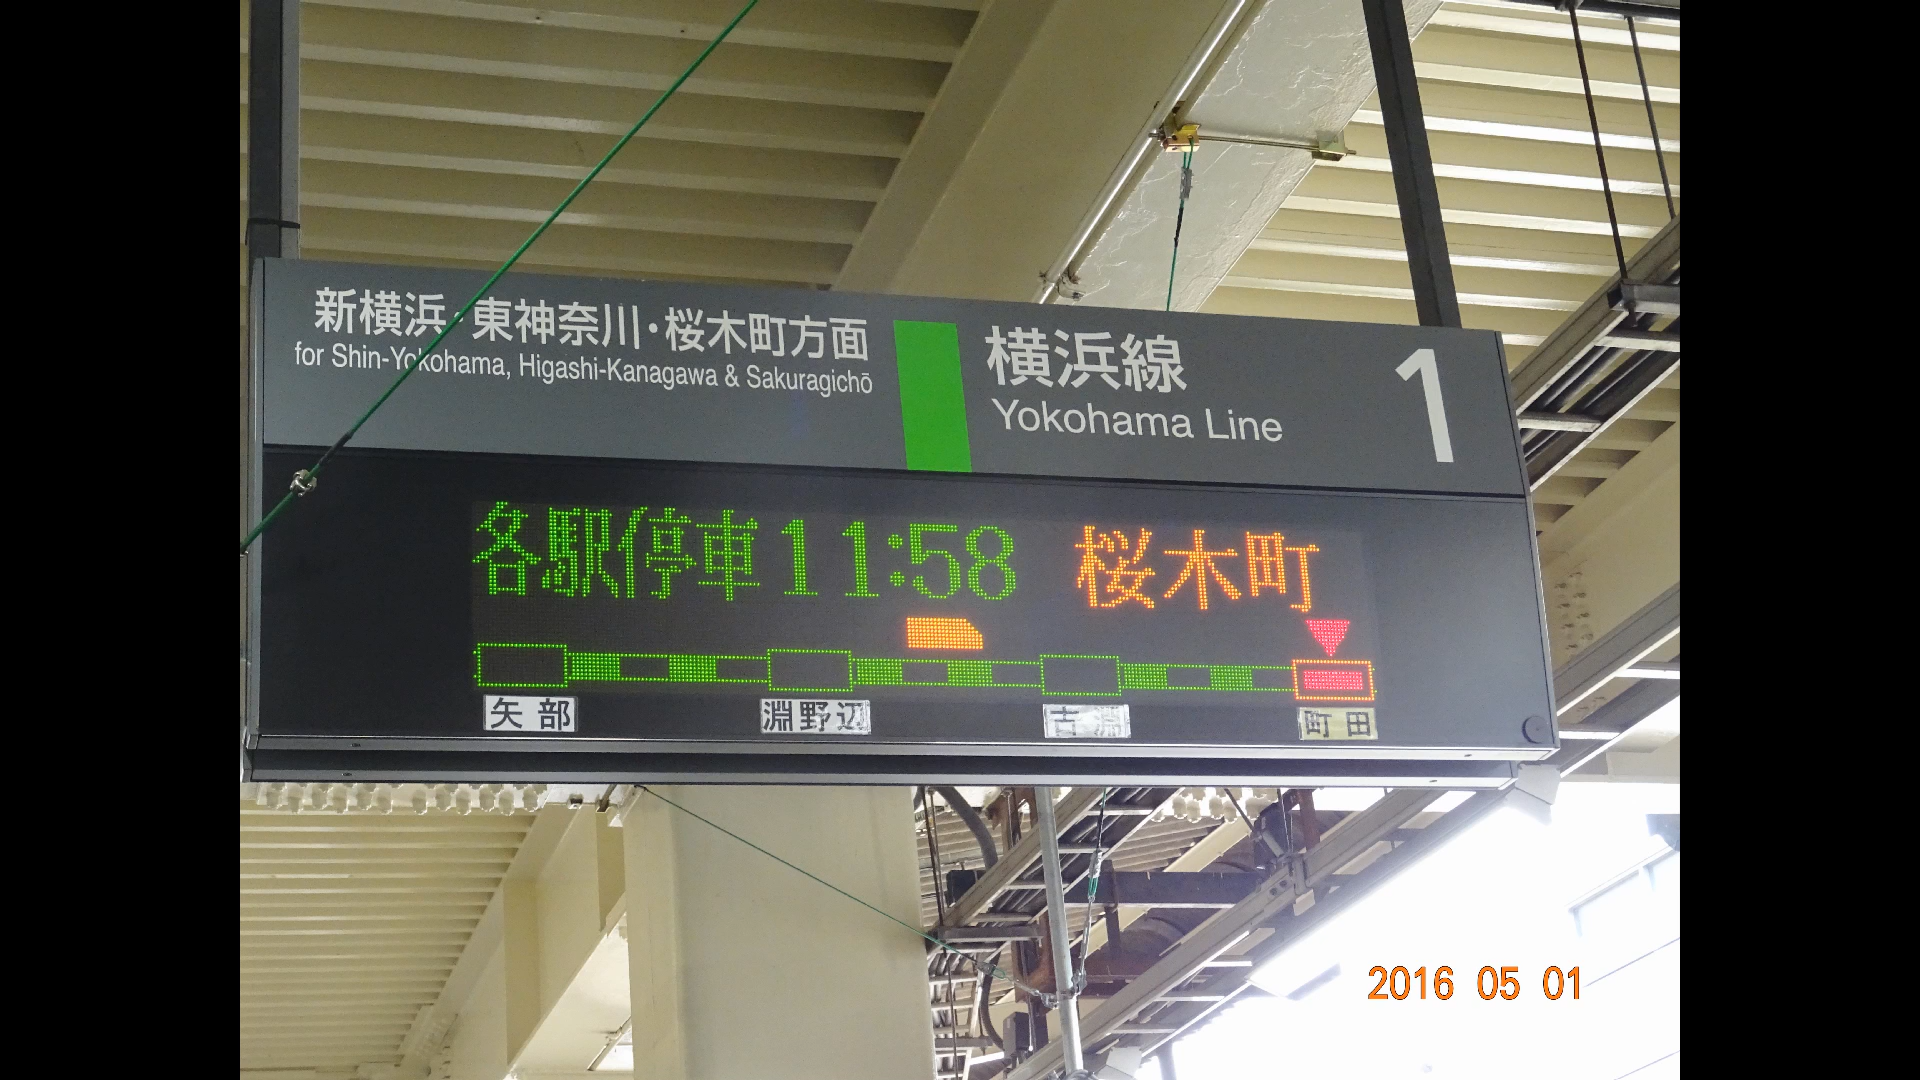 新横浜・東神奈川・桜木町方面
for Shin-Yokohama, Higashi-Kanagawa & Sakuragichō
横浜線
Yokohama Line
1
各駅停車 11:58 桜木町
矢部 淵野辺 古淵 町田
2016 05 01